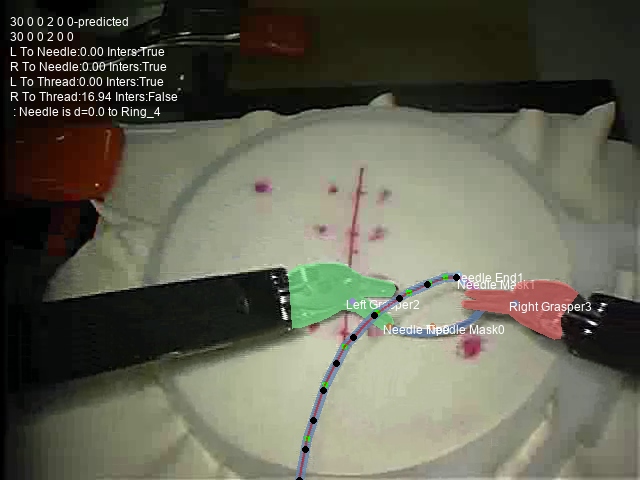 30 0 0 2 0 0-predicted
30 0 0 2 0 0
L To Needle:0.00 Inters:True
R To Needle:0.00 Inters:True
L To Thread:0.00 Inters:True
R To Thread:16.94 Inters:False
: Needle is d=0.0 to Ring_4
Needle End1
Needle Mask1
Left Grasper2
Right Grasper3
Needle Mask0